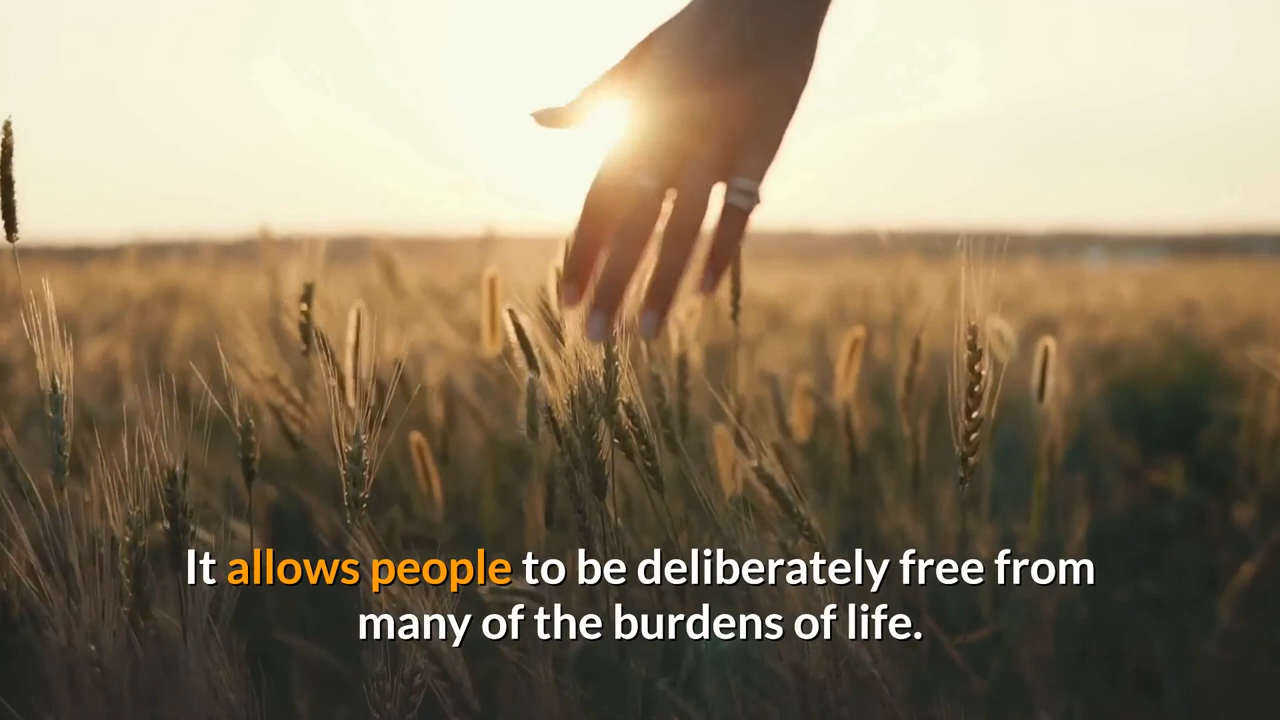 It allows people to be deliberately free from
many of the burdens of life.